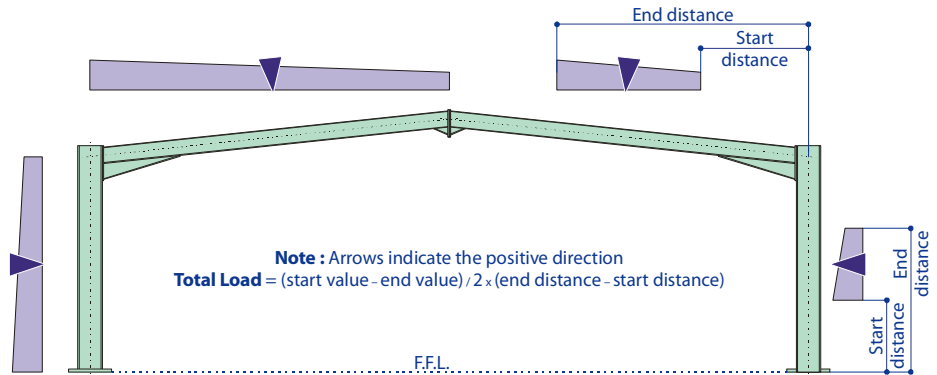 End distance
Start
distance
Note : Arrows indicate the positive direction
Total Load = (start value - end value) / 2 x (end distance - start distance)
End
distance
Start
distance
F.F.L.